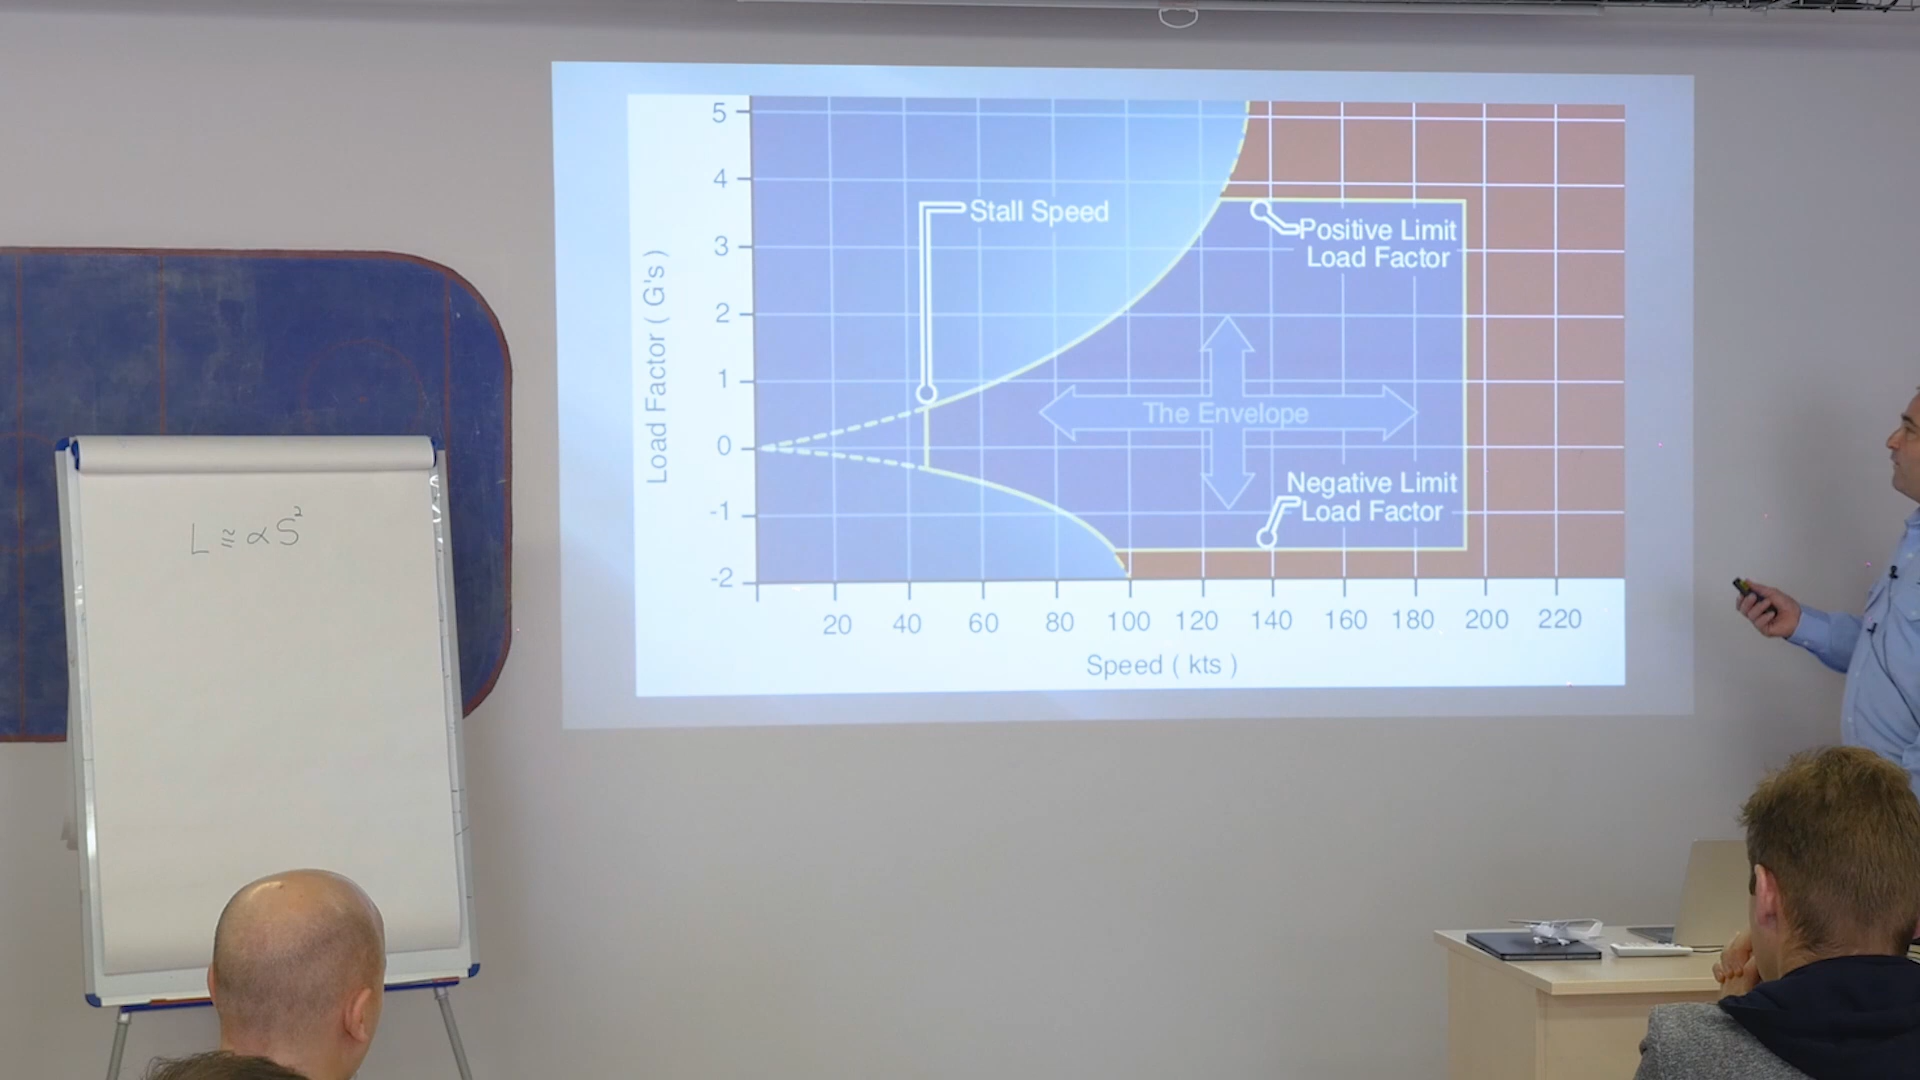 L ≅ αS²
5
4
Stall Speed
Positive Limit
Load Factor
3
2
1
The Envelope
0
Negative Limit
Load Factor
-1
-2
Load Factor ( G's )
20 40 60 80 100 120 140 160 180 200 220
Speed ( kts )